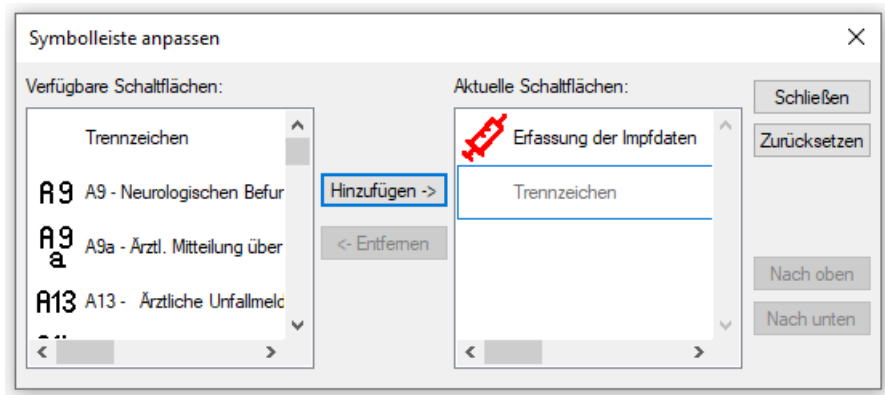 Symbolleiste anpassen
Verfügbare Schaltflächen:
Trennzeichen
A9 A9 - Neurologischen Befur
A9a A9a - Ärztl. Mitteilung über
A13 A13 - Ärztliche Unfallmeld
Hinzufügen ->
<- Entfernen
Aktuelle Schaltflächen:
Erfassung der Impfdaten
Trennzeichen
Schließen
Zurücksetzen
Nach oben
Nach unten